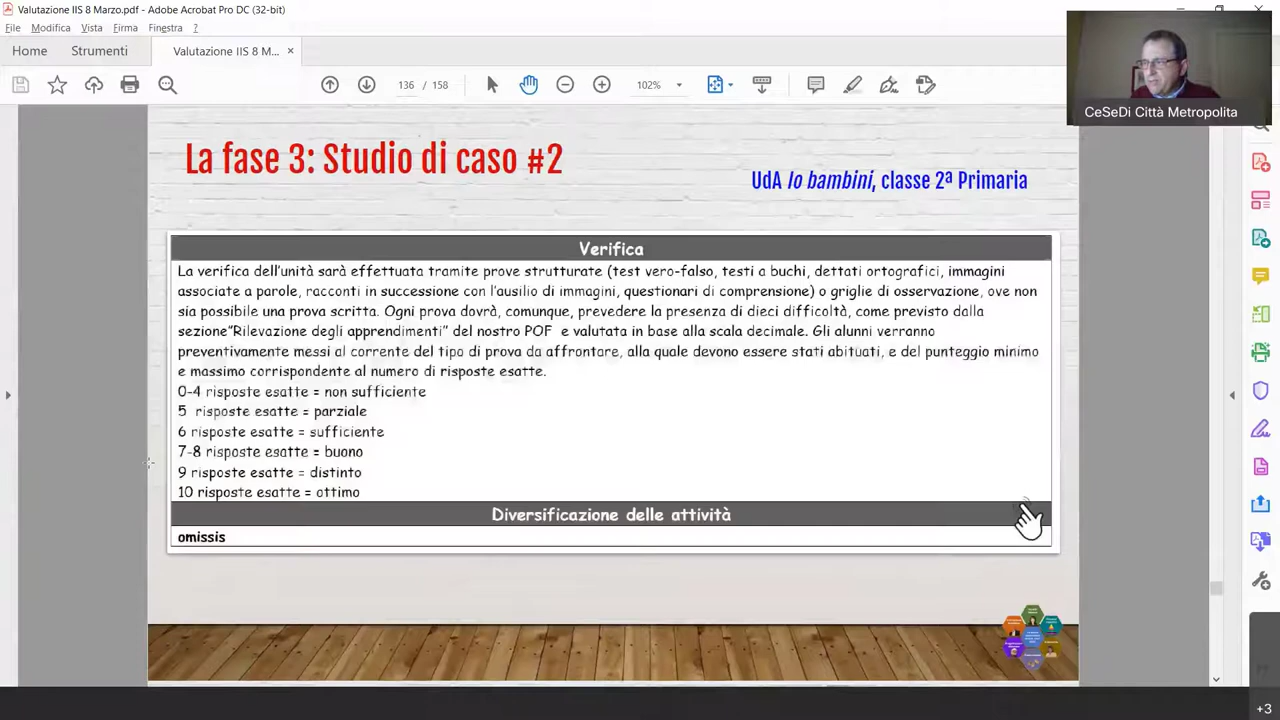 Valutazione IIS 8 Marzo.pdf - Adobe Acrobat Pro DC (32-bit)
File Modifica Vista Firma Finestra ?
Home Strumenti Valutazione IIS 8 M... ×
136 / 158 102%
CeSeDi Città Metropolita
La fase 3: Studio di caso #2
UdA Io bambini, classe 2ª Primaria
Verifica
La verifica dell'unità sarà effettuata tramite prove strutturate (test vero-falso, testi a buchi, dettati ortografici, immagini
associate a parole, racconti in successione con l'ausilio di immagini, questionari di comprensione) o griglie di osservazione, ove non
sia possibile una prova scritta. Ogni prova dovrà, comunque, prevedere la presenza di dieci difficoltà, come previsto dalla
sezione"Rilevazione degli apprendimenti" del nostro POF e valutata in base alla scala decimale. Gli alunni verranno
preventivamente messi al corrente del tipo di prova da affrontare, alla quale devono essere stati abituati, e del punteggio minimo
e massimo corrispondente al numero di risposte esatte.
0-4 risposte esatte = non sufficiente
5 risposte esatte = parziale
6 risposte esatte = sufficiente
7-8 risposte esatte = buono
9 risposte esatte = distinto
10 risposte esatte = ottimo
Diversificazione delle attività
omissis
+3